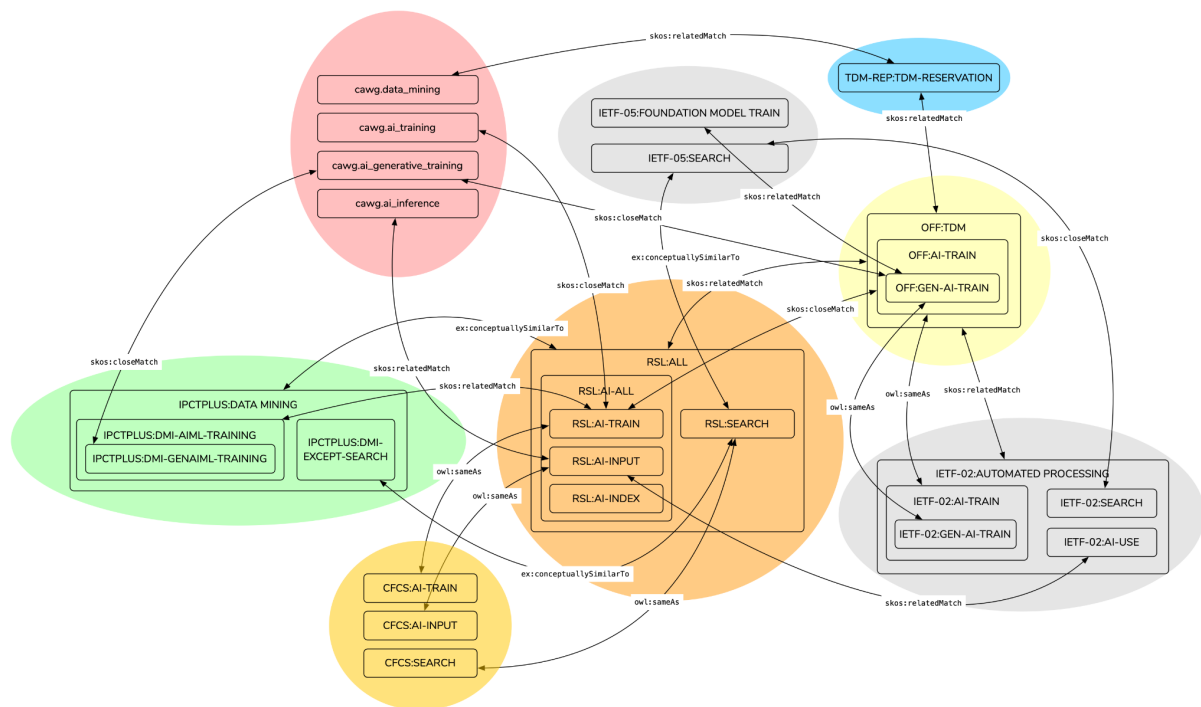 skos:relatedMatch
TDM-REP:TDM-RESERVATION
cawg.data_mining
cawg.ai_training
cawg.ai_generative_training
cawg.ai_inference
IETF-05:FOUNDATION MODEL TRAIN
IETF-05:SEARCH
skos:relatedMatch
skos:relatedMatch
skos:closeMatch
skos:closeMatch
OFF:TDM
OFF:AI-TRAIN
OFF:GEN-AI-TRAIN
ex:conceptuallySimilarTo
skos:relatedMatch
skos:closeMatch
skos:closeMatch
ex:conceptuallySimilarTo
skos:closeMatch
skos:relatedMatch
skos:relatedMatch
RSL:ALL
RSL:AI-ALL
RSL:AI-TRAIN
RSL:SEARCH
RSL:AI-INPUT
RSL:AI-INDEX
skos:relatedMatch
owl:sameAs
owl:sameAs
IPCTPLUS:DATA MINING
IPCTPLUS:DMI-AIML-TRAINING
IPCTPLUS:DMI-GENAIML-TRAINING
IPCTPLUS:DMI-
EXCEPT-SEARCH
owl:sameAs
owl:sameAs
IETF-02:AUTOMATED PROCESSING
IETF-02:AI-TRAIN
IETF-02:GEN-AI-TRAIN
IETF-02:SEARCH
IETF-02:AI-USE
ex:conceptuallySimilarTo
owl:sameAs
skos:relatedMatch
CFCS:AI-TRAIN
CFCS:AI-INPUT
CFCS:SEARCH